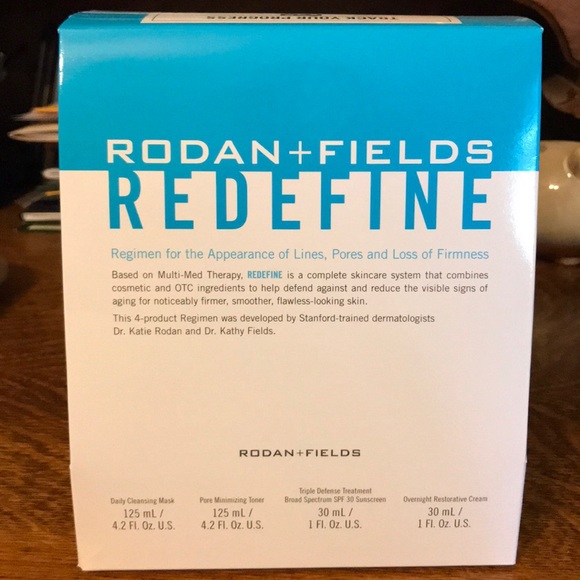 TRACK YOUR PROGRESS
RODAN+FIELDS
REDEFINE
Regimen for the Appearance of Lines, Pores and Loss of Firmness
Based on Multi-Med Therapy, REDEFINE is a complete skincare system that combines
cosmetic and OTC ingredients to help defend against and reduce the visible signs of
aging for noticeably firmer, smoother, flawless-looking skin.
This 4-product Regimen was developed by Stanford-trained dermatologists
Dr. Katie Rodan and Dr. Kathy Fields.
RODAN+FIELDS
Daily Cleansing Mask
125 mL /
4.2 Fl. Oz. U.S.
Pore Minimizing Toner
125 mL /
4.2 Fl. Oz. U.S.
Triple Defense Treatment
Broad Spectrum SPF 30 Sunscreen
30 mL /
1 Fl. Oz. U.S.
Overnight Restorative Cream
30 mL /
1 Fl. Oz. U.S.